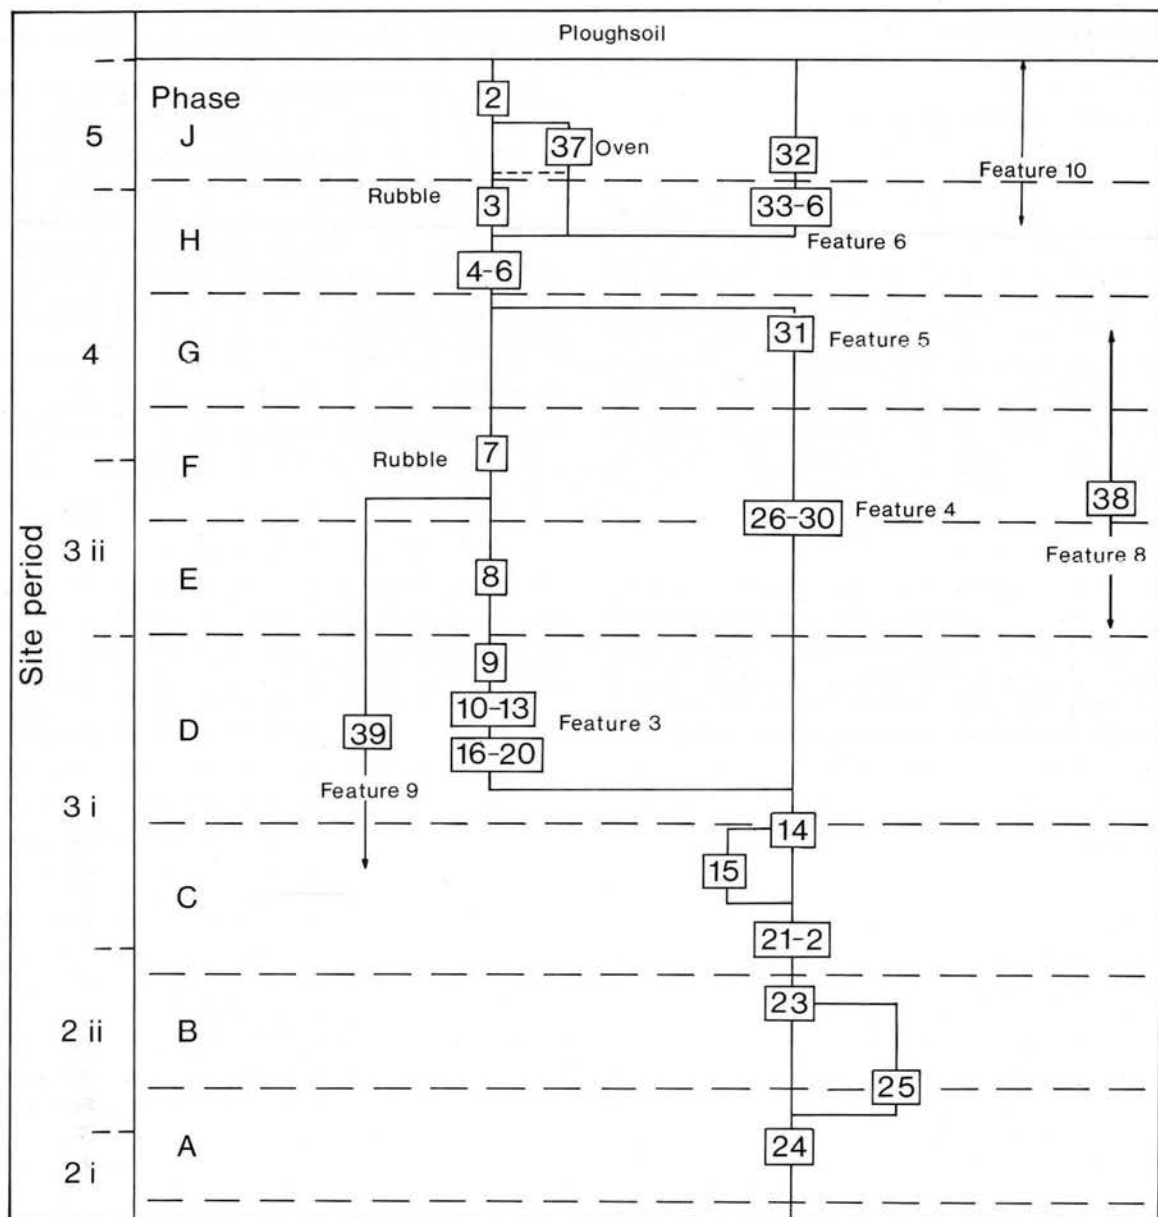 Ploughsoil
Phase
2
5
J
37
Oven
32
Feature 10
Rubble
3
33-6
H
Feature 6
4-6
31
Feature 5
4
G
Rubble
7
F
38
26-30
Feature 4
3 ii
Feature 8
E
8
Site period
9
10-13
Feature 3
D
39
16-20
Feature 9
3 i
14
15
C
21-2
23
2 ii
B
25
A
24
2 i